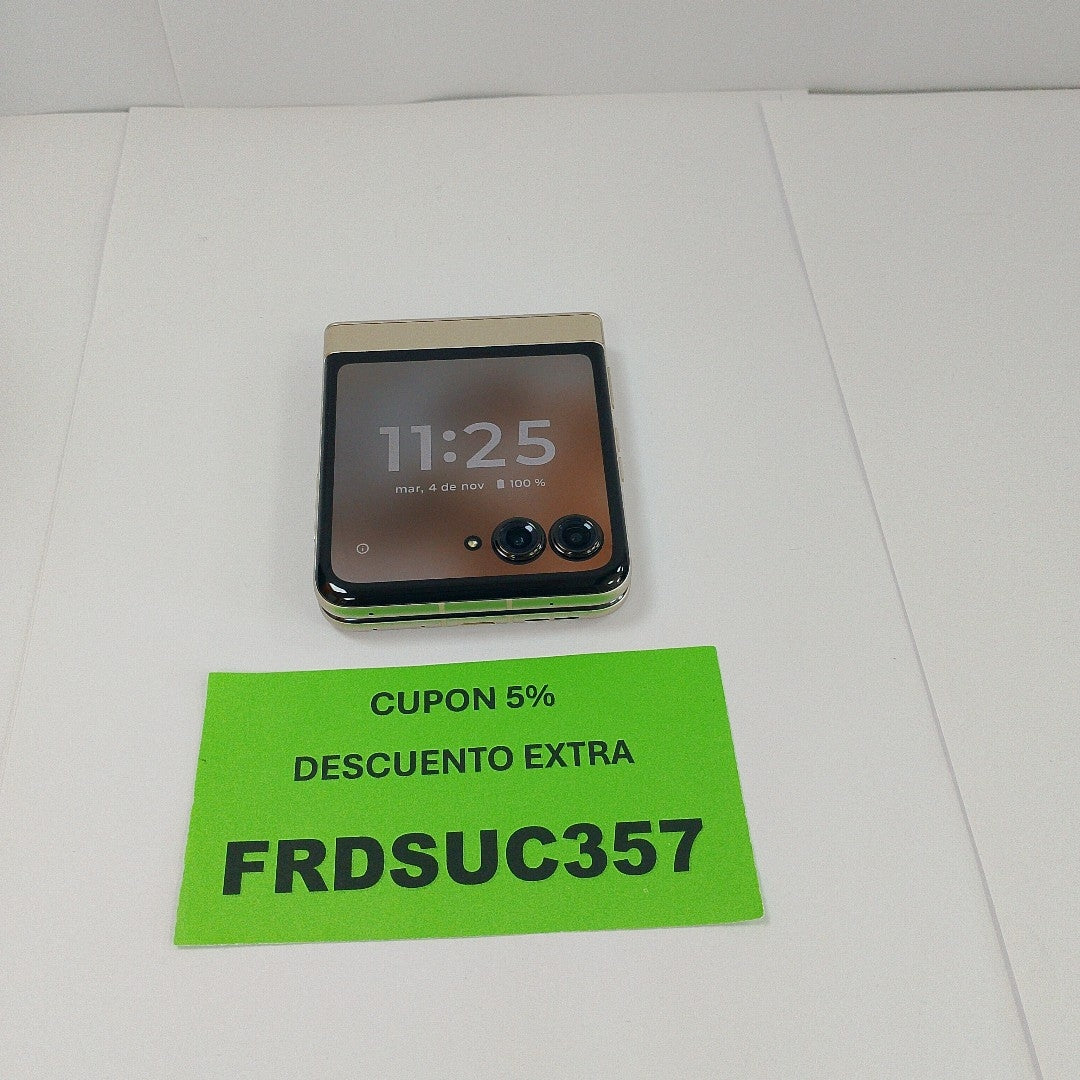 11:25
mar, 4 de nov 100 %
CUPON 5%
DESCUENTO EXTRA
FRDSUC357